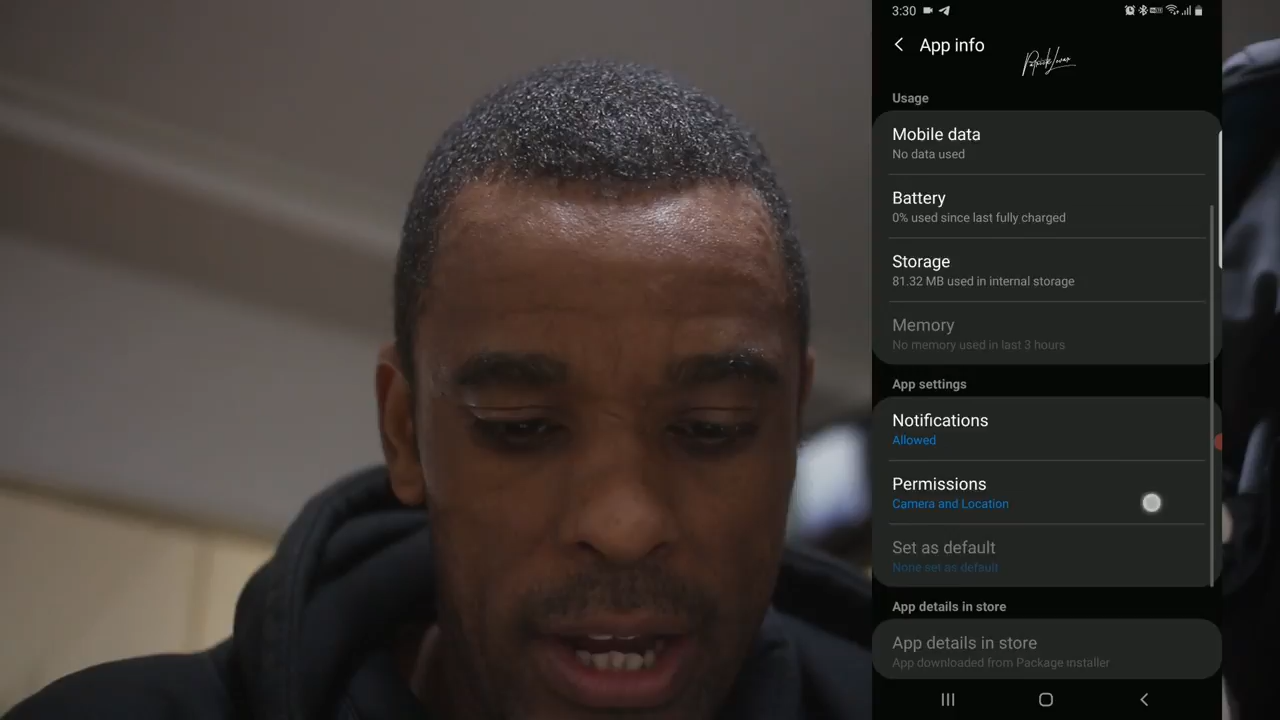 3:30
App info
Patrick Lovan
Usage
Mobile data
No data used
Battery
0% used since last fully charged
Storage
81.32 MB used in internal storage
Memory
No memory used in last 3 hours
App settings
Notifications
Allowed
Permissions
Camera and Location
Set as default
None set as default
App details in store
App details in store
App downloaded from Package installer